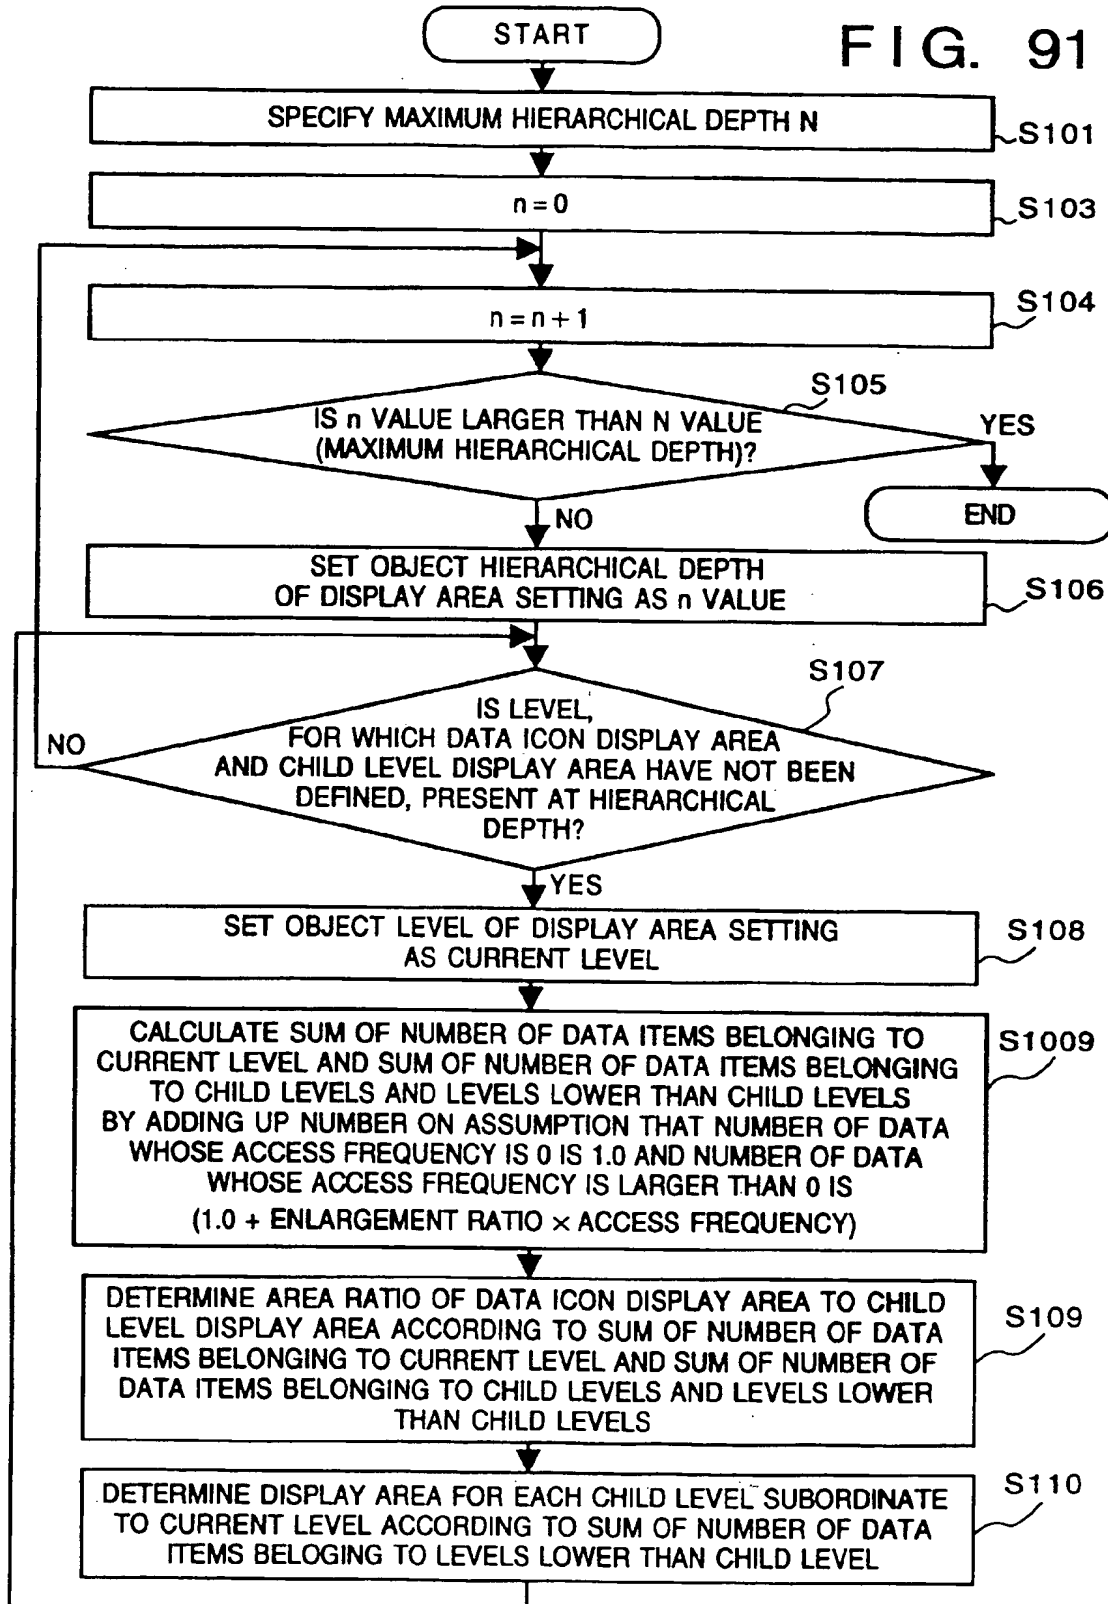 START
FIG. 91
SPECIFY MAXIMUM HIERARCHICAL DEPTH N
S101
n=0
S103
S104
n=n+1
S105
IS n VALUE LARGER THAN N VALUE
(MAXIMUM HIERARCHICAL DEPTH)?
YES
END
NO
SET OBJECT HIERARCHICAL DEPTH
OF DISPLAY AREA SETTING AS n VALUE
S106
S107
IS LEVEL,
FOR WHICH DATA ICON DISPLAY AREA
AND CHILD LEVEL DISPLAY AREA HAVE NOT BEEN
DEFINED, PRESENT AT HIERARCHICAL
DEPTH?
NO
YES
SET OBJECT LEVEL OF DISPLAY AREA SETTING
AS CURRENT LEVEL
S108
CALCULATE SUM OF NUMBER OF DATA ITEMS BELONGING TO
CURRENT LEVEL AND SUM OF NUMBER OF DATA ITEMS BELONGING
TO CHILD LEVELS AND LEVELS LOWER THAN CHILD LEVELS
BY ADDING UP NUMBER ON ASSUMPTION THAT NUMBER OF DATA
WHOSE ACCESS FREQUENCY IS 0 IS 1.0 AND NUMBER OF DATA
WHOSE ACCESS FREQUENCY IS LARGER THAN 0 IS
(1.0 + ENLARGEMENT RATIO × ACCESS FREQUENCY)
S1009
DETERMINE AREA RATIO OF DATA ICON DISPLAY AREA TO CHILD
LEVEL DISPLAY AREA ACCORDING TO SUM OF NUMBER OF DATA
ITEMS BELONGING TO CURRENT LEVEL AND SUM OF NUMBER OF
DATA ITEMS BELONGING TO CHILD LEVELS AND LEVELS LOWER
THAN CHILD LEVELS
S109
DETERMINE DISPLAY AREA FOR EACH CHILD LEVEL SUBORDINATE
TO CURRENT LEVEL ACCORDING TO SUM OF NUMBER OF DATA
ITEMS BELOGING TO LEVELS LOWER THAN CHILD LEVEL
S110